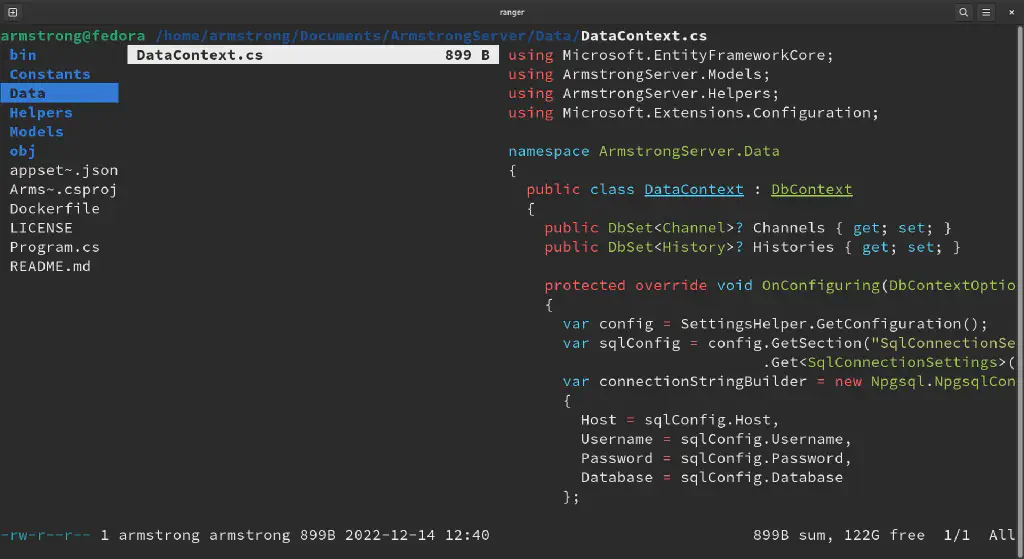 ranger
armstrong@fedora /home/armstrong/Documents/ArmstrongServer/Data/DataContext.cs
bin
Constants
Data
Helpers
Models
obj
appset~.json
Arms~.csproj
Dockerfile
LICENSE
Program.cs
README.md
DataContext.cs 899 B
using Microsoft.EntityFrameworkCore;
using ArmstrongServer.Models;
using ArmstrongServer.Helpers;
using Microsoft.Extensions.Configuration;
namespace ArmstrongServer.Data
{
public class DataContext : DbContext
{
public DbSet<Channel>? Channels { get; set; }
public DbSet<History>? Histories { get; set; }
protected override void OnConfiguring(DbContextOptio
{
var config = SettingsHelper.GetConfiguration();
var sqlConfig = config.GetSection("SqlConnectionSe
.Get<SqlConnectionSettings>(
var connectionStringBuilder = new Npgsql.NpgsqlCon
{
Host = sqlConfig.Host,
Username = sqlConfig.Username,
Password = sqlConfig.Password,
Database = sqlConfig.Database
};
-rw-r--r-- 1 armstrong armstrong 899B 2022-12-14 12:40 899B sum, 122G free 1/1 All